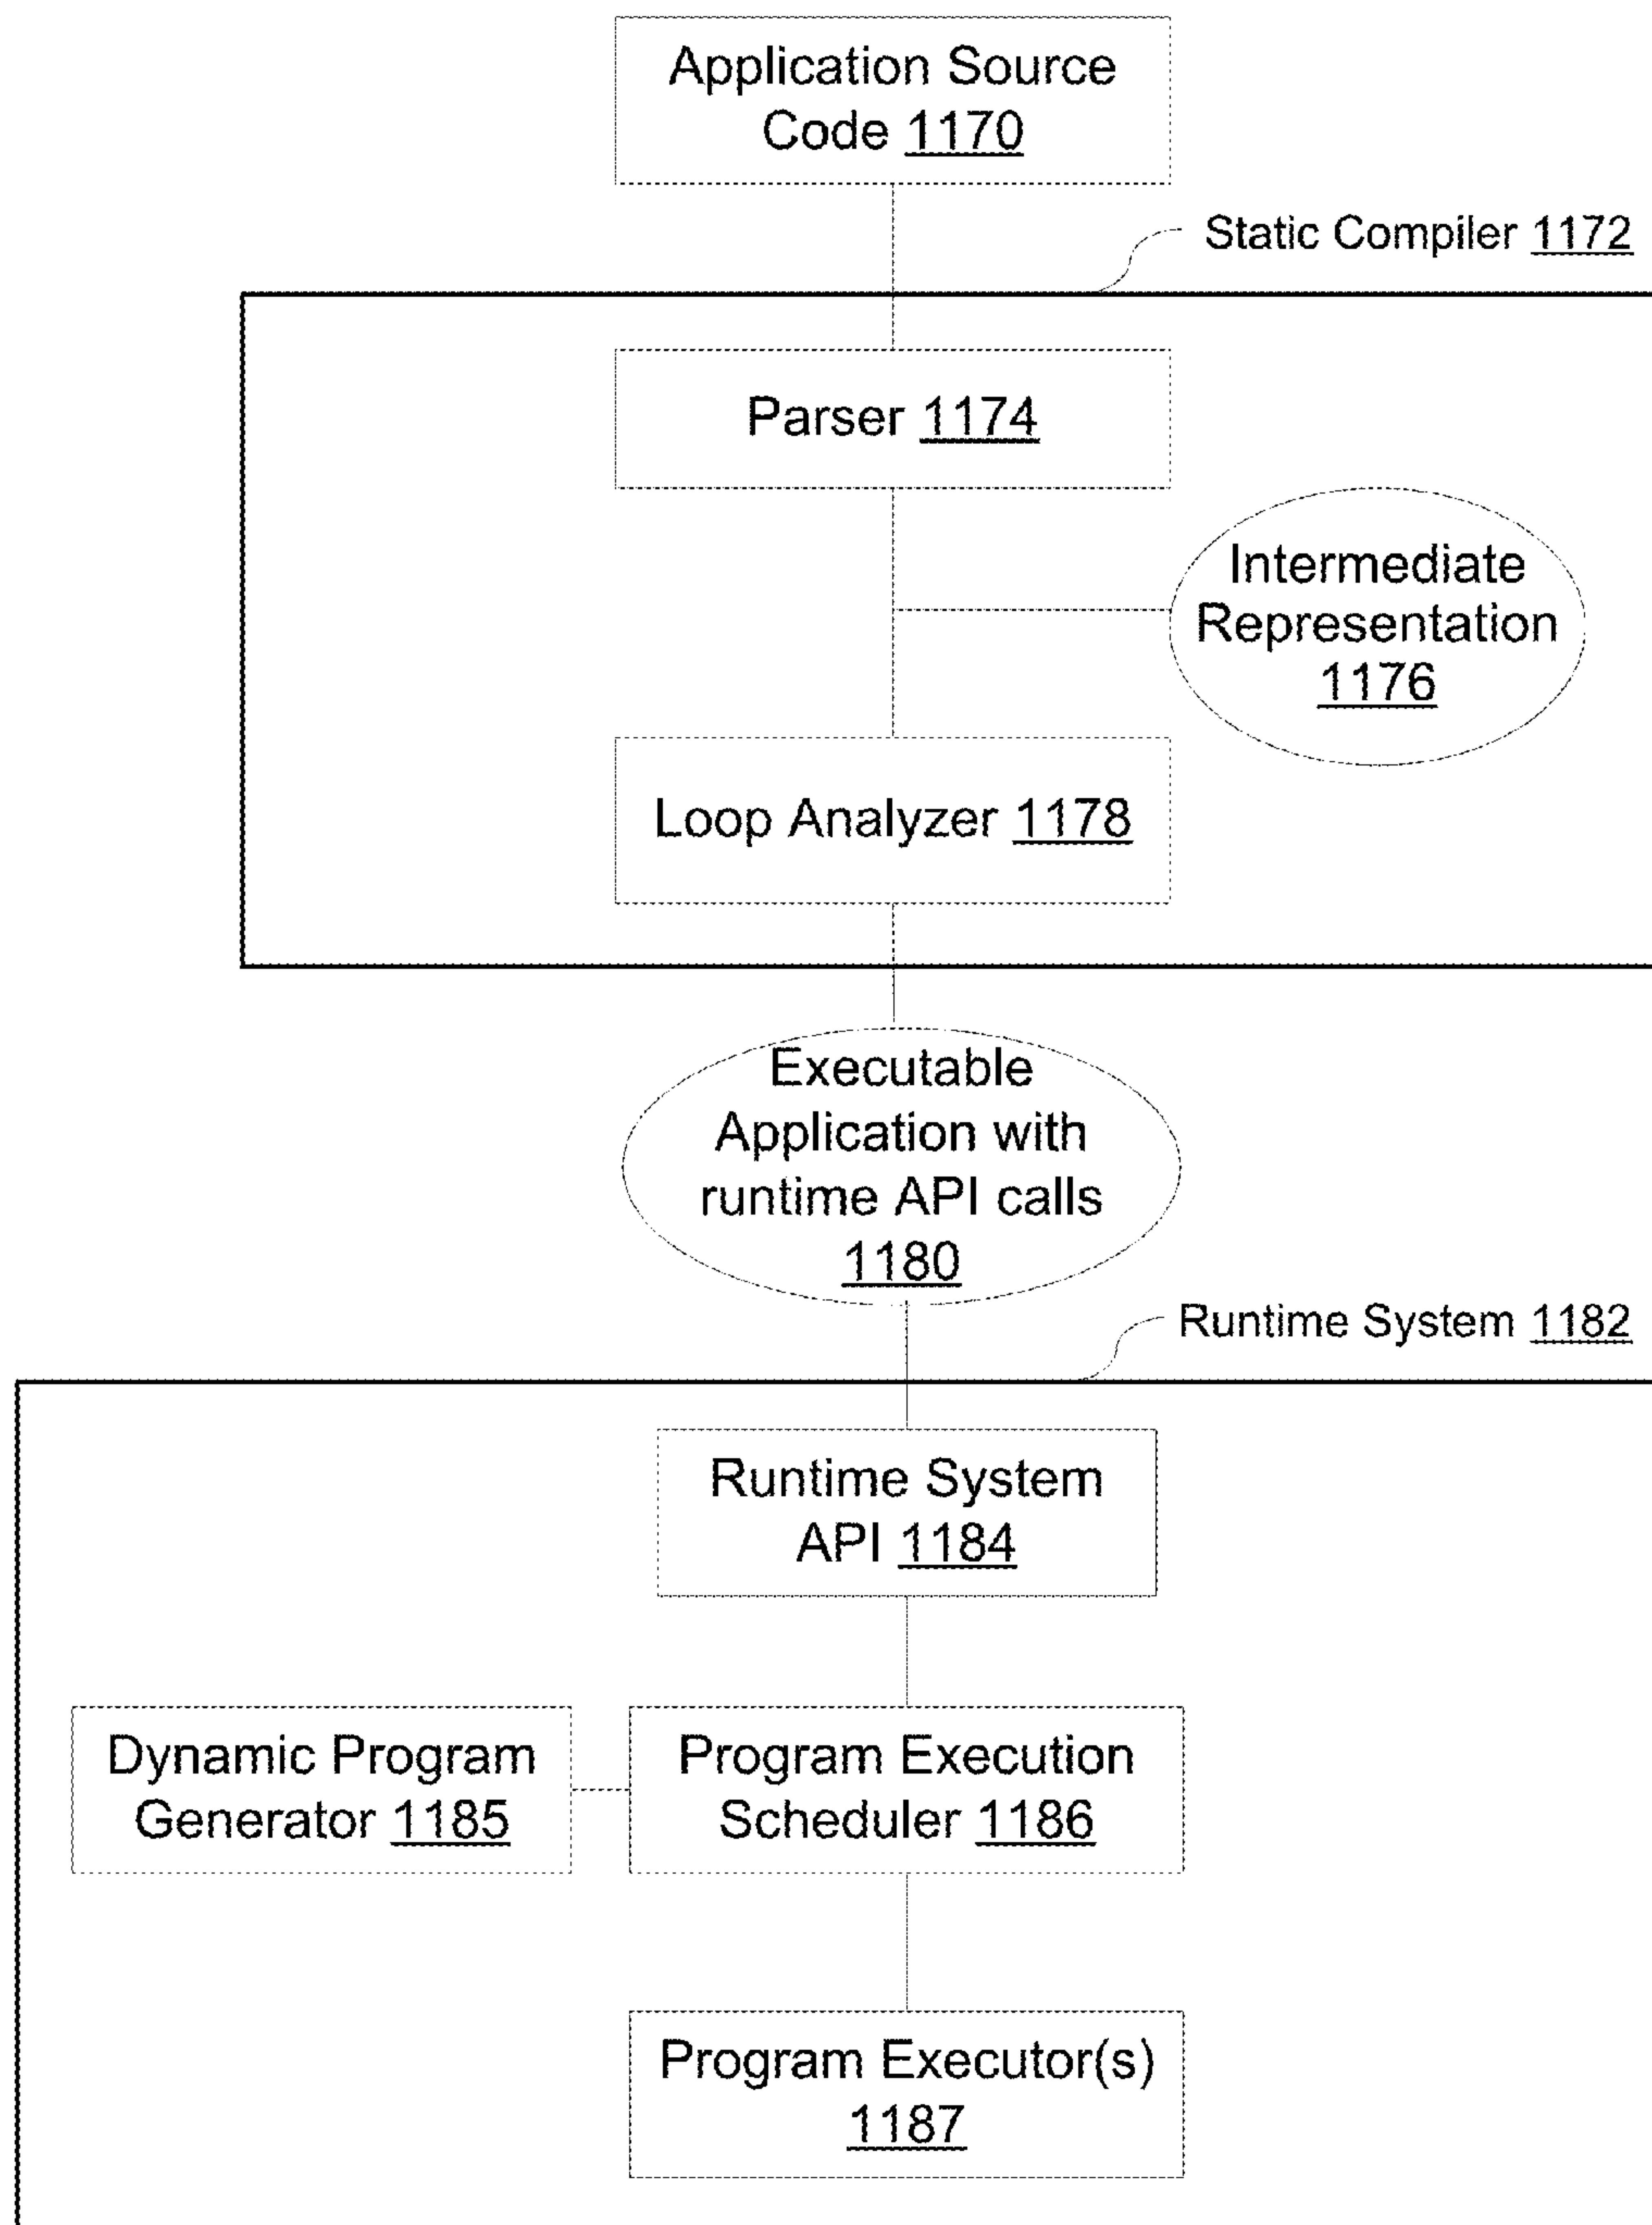 Application Source
Code 1170
Static Compiler 1172
Parser 1174
Intermediate
Representation
1176
Loop Analyzer 1178
Executable
Application with
runtime API calls
1180
Runtime System 1182
Runtime System
API 1184
Dynamic Program
Generator 1185
Program Execution
Scheduler 1186
Program Executor(s)
1187